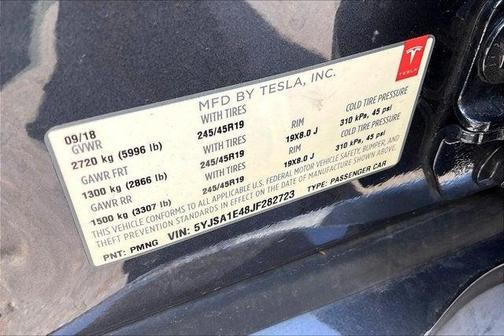 MFD BY TESLA, INC.
TESLA
09/18
GVWR WITH TIRES RIM COLD TIRE PRESSURE
2720 kg (5996 lb) 245/45R19 19X8.0 J 310 kPa, 45 psi
GAWR FRT WITH TIRES RIM COLD TIRE PRESSURE
1300 kg (2866 lb) 245/45R19 19X8.0 J 310 kPa, 45 psi
GAWR RR WITH TIRES RIM COLD TIRE PRESSURE
1500 kg (3307 lb) 245/45R19 19X8.0 J 310 kPa, 45 psi
THIS VEHICLE CONFORMS TO ALL APPLICABLE U.S. FEDERAL MOTOR VEHICLE SAFETY, BUMPER, AND
THEFT PREVENTION STANDARDS IN EFFECT ON THE DATE OF MANUFACTURE SHOWN ABOVE.
PNT: PMNG VIN: 5YJSA1E48JF282723 TYPE: PASSENGER CAR